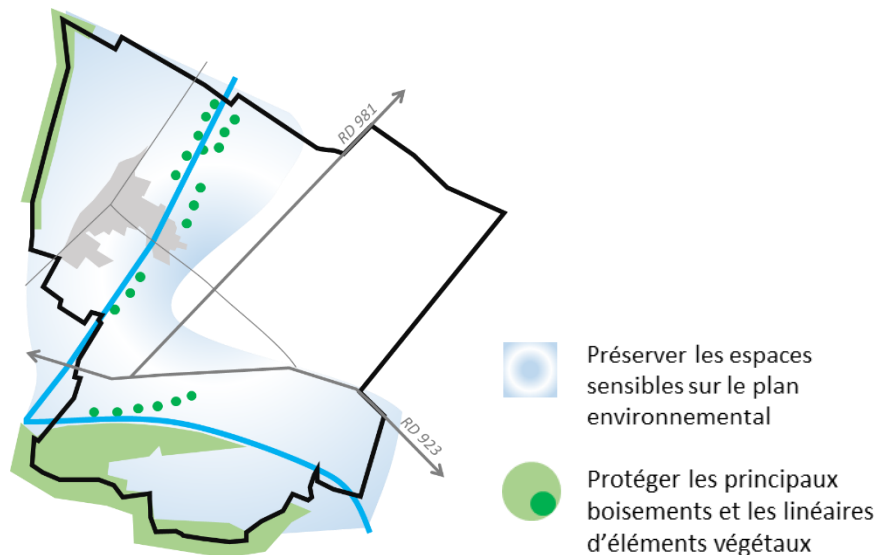 RD 981
RD 923
Préserver les espaces
sensibles sur le plan
environnemental
Protéger les principaux
boisements et les linéaires
d'éléments végétaux